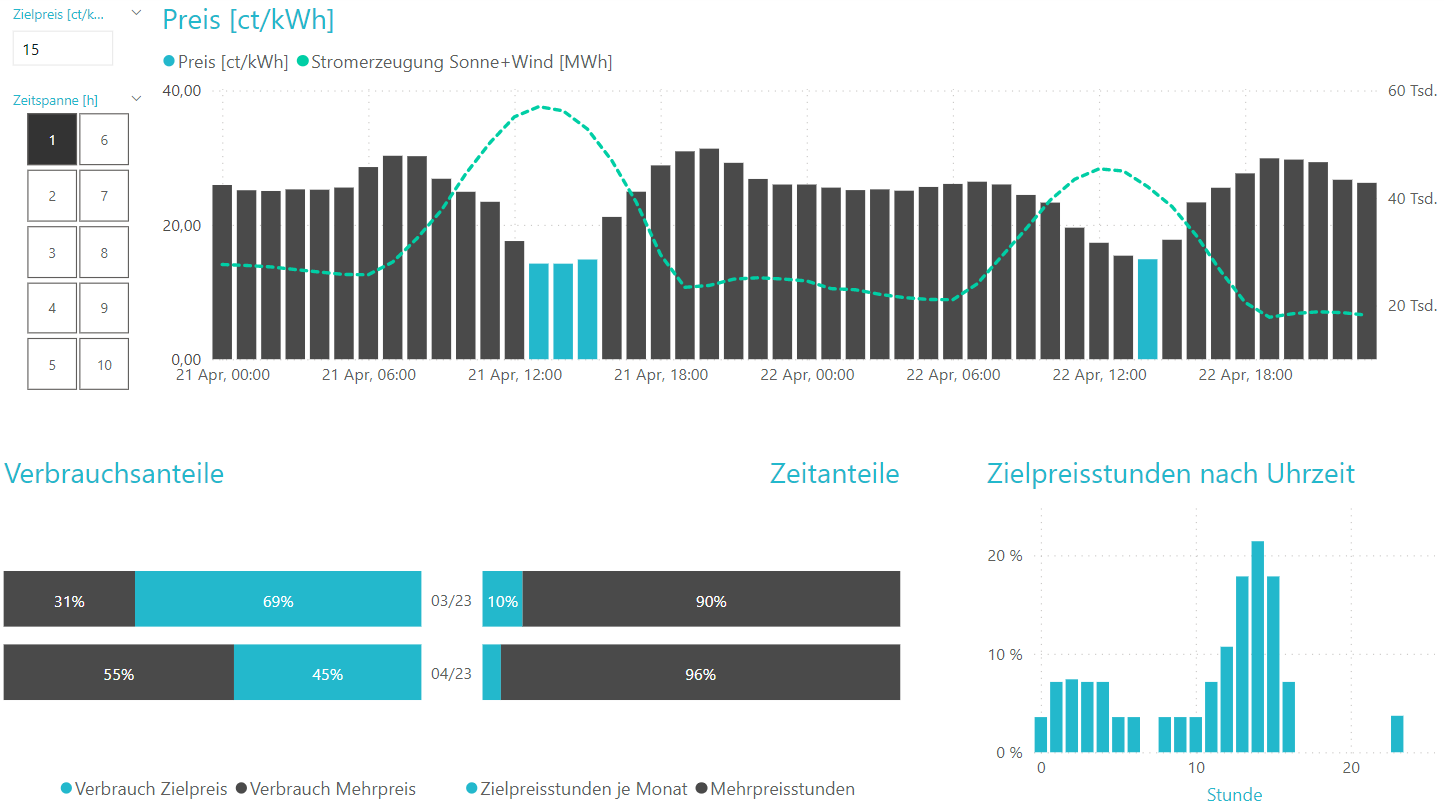 Zielpreis [ct/k...
15
Zeitspanne [h]
1 6
2 7
3 8
4 9
5 10
Preis [ct/kWh]
Preis [ct/kWh] Stromerzeugung Sonne+Wind [MWh]
40,00 60 Tsd.
40 Tsd.
20,00
20 Tsd.
0,00
21 Apr, 00:00 21 Apr, 06:00 21 Apr, 12:00 21 Apr, 18:00 22 Apr, 00:00 22 Apr, 06:00 22 Apr, 12:00 22 Apr, 18:00
Verbrauchsanteile Zeitanteile
31% 69% 03/23 10% 90%
55% 45% 04/23 96%
Verbrauch Zielpreis Verbrauch Mehrpreis Zielpreisstunden je Monat Mehrpreisstunden
Zielpreisstunden nach Uhrzeit
20 %
10 %
0 %
0 10 20
Stunde